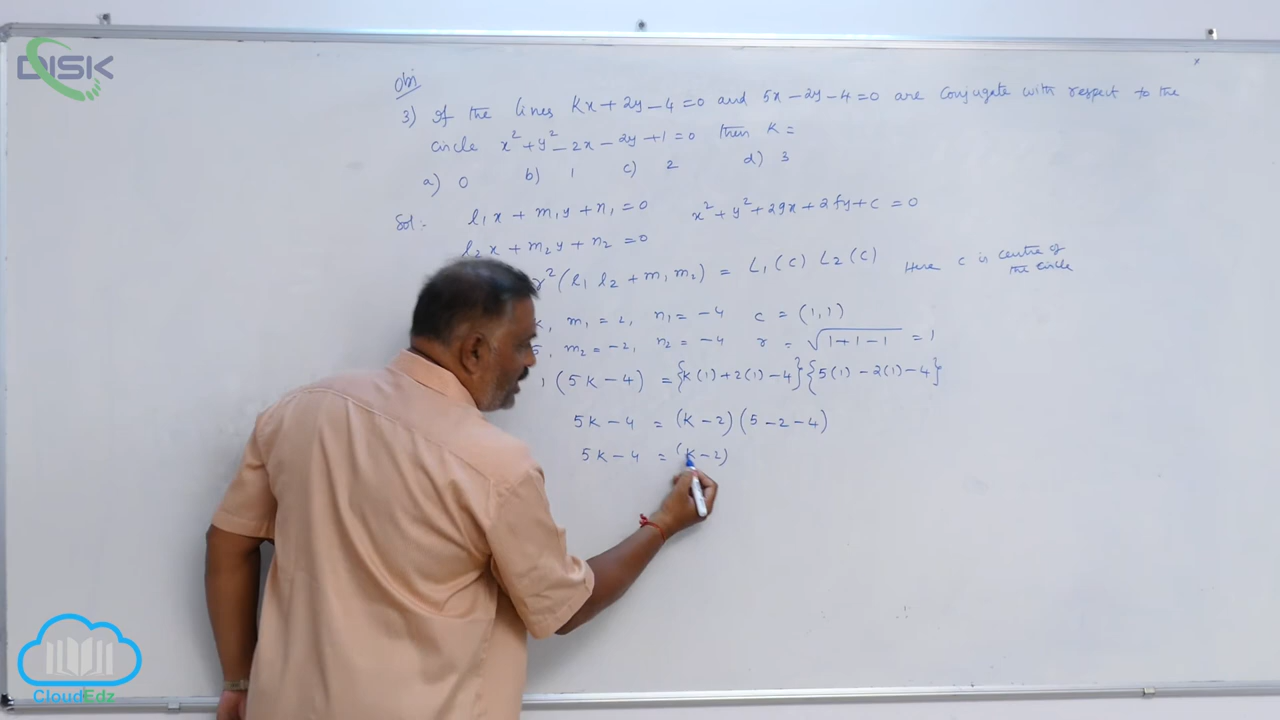 DISK
Obj
3) If the lines Kx + 2y - 4 = 0 and 5x - 2y - 4 = 0 are conjugate with respect to the
circle x² + y² - 2x - 2y + 1 = 0 then K =
a) 0 b) 1 c) 2 d) 3
Sol:- l₁x + m₁y + n₁ = 0 x² + y² + 2gx + 2fy + c = 0
l₂x + m₂y + n₂ = 0
r²(l₁ l₂ + m₁ m₂) = L₁(c) L₂(c) Here c is centre of the circle
m₁ = 2, n₁ = -4 c = (1,1)
m₂ = -2, n₂ = -4 r = √1+1-1 = 1
1 (5K - 4) = {K(1) + 2(1) - 4} {5(1) - 2(1) - 4}
5K - 4 = (K - 2) (5 - 2 - 4)
5K - 4 = (K - 2)
CloudEdz